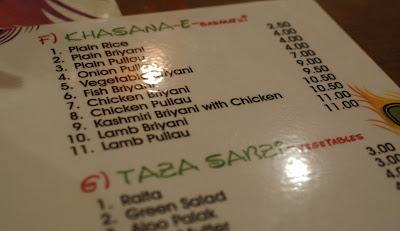 F) KHASANA-E-BASMATI
1. Plain Rice
2. Plain Briyani
3. Plain Pullau
4. Onion Pullau
5. Vegetable Briyani
6. Fish Briyani
7. Chicken Briyani
8. Chicken Pullau
9. Kashmiri Briyani with Chicken
10. Lamb Briyani
11. Lamb Pullau
2.50
4.00
4.00
4.00
7.00
9.00
9.50
10.50
10.50
11.00
G) TAZA SABZI-VEGETABLES
1. Raita 3.00
2. Green Salad 3.00
3. Aloo Palak